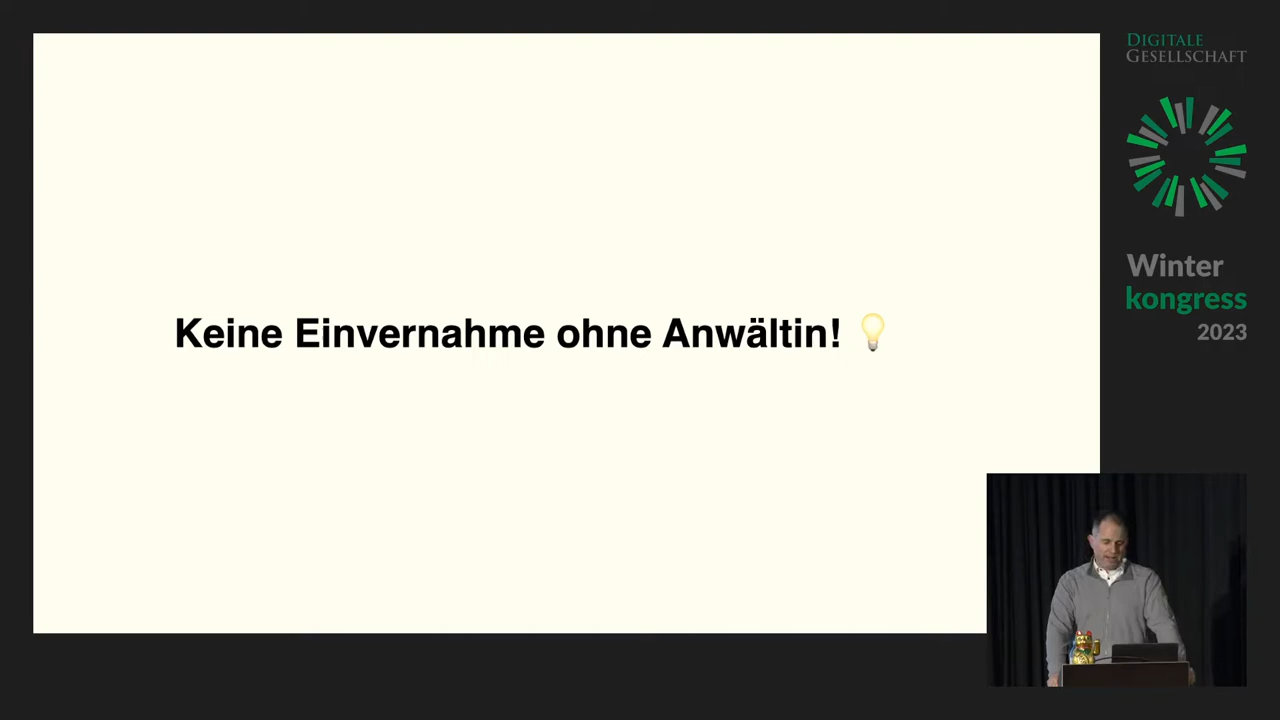 Keine Einvernahme ohne Anwältin! 💡
DIGITALE
GESELLSCHAFT
Winter
kongress
2023